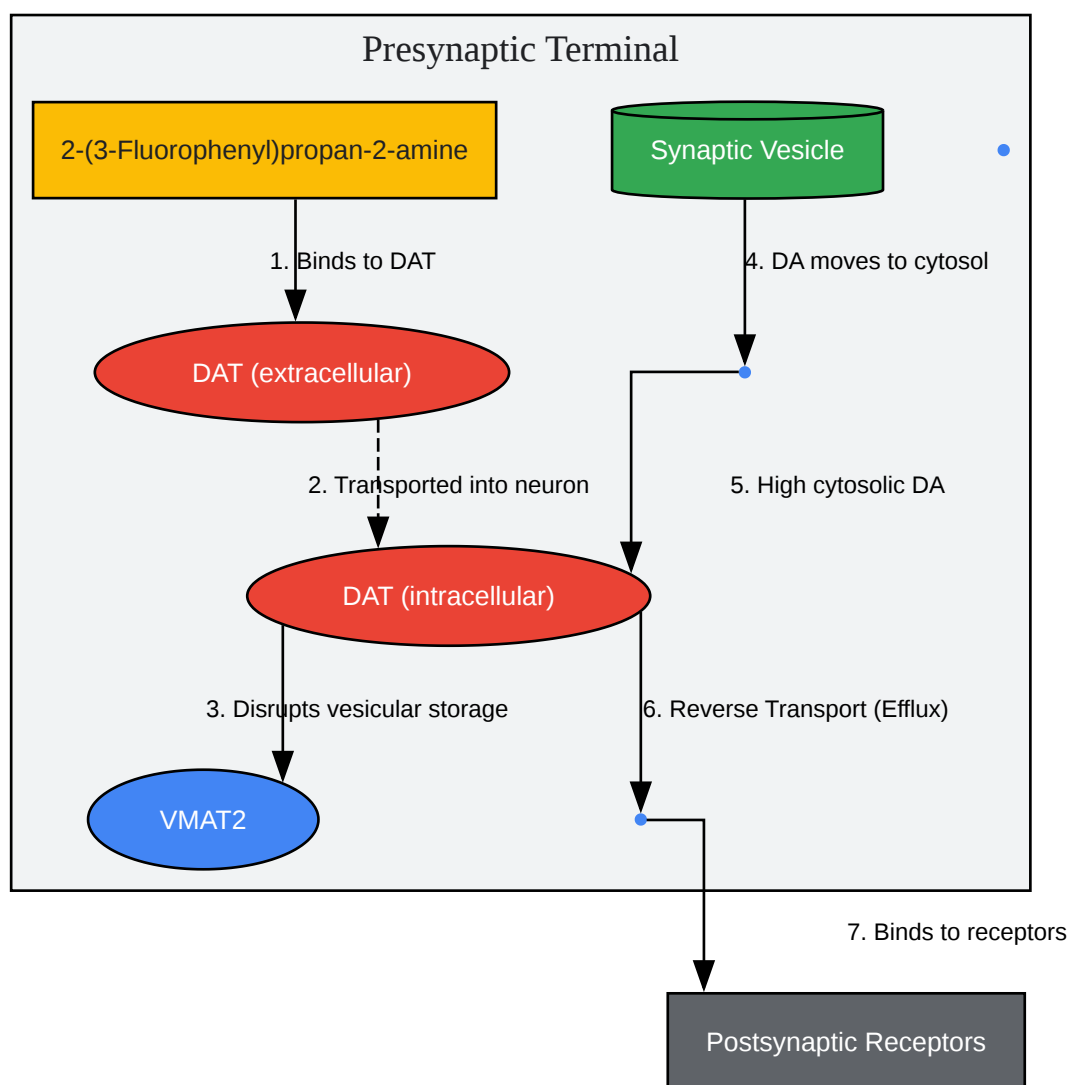 Presynaptic Terminal
2-(3-Fluorophenyl)propan-2-amine
Synaptic Vesicle
1. Binds to DAT
4. DA moves to cytosol
DAT (extracellular)
2. Transported into neuron
5. High cytosolic DA
DAT (intracellular)
3. Disrupts vesicular storage
6. Reverse Transport (Efflux)
VMAT2
7. Binds to receptors
Postsynaptic Receptors